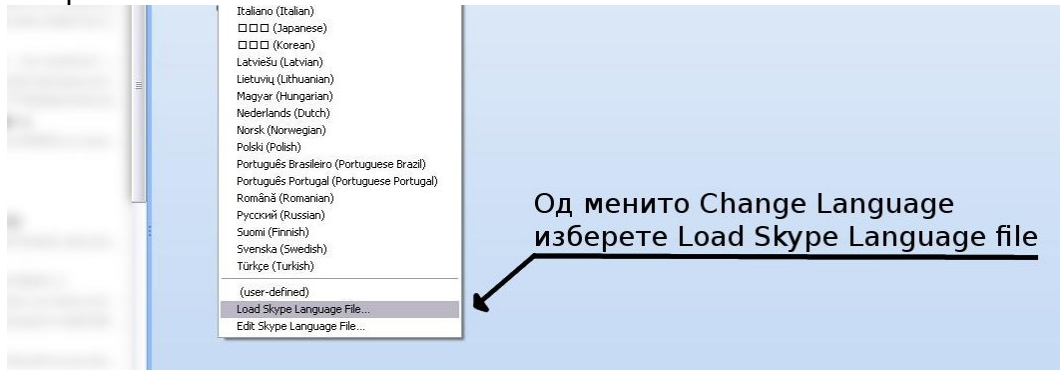 Italiano (Italian)
□□□ (Japanese)
□□□ (Korean)
Latviešu (Latvian)
Lietuvių (Lithuanian)
Magyar (Hungarian)
Nederlands (Dutch)
Norsk (Norwegian)
Polski (Polish)
Português Brasileiro (Portuguese Brazil)
Português Portugal (Portuguese Portugal)
Română (Romanian)
Русский (Russian)
Suomi (Finnish)
Svenska (Swedish)
Türkçe (Turkish)
(user-defined)
Load Skype Language File...
Edit Skype Language File...
Од менито Change Language
изберете Load Skype Language file